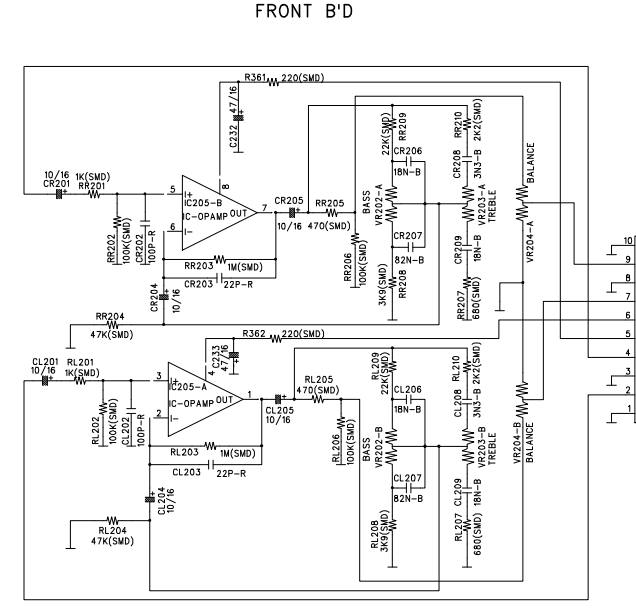 FRONT B'D
R361 220(SMD)
47/16
C232
22K(SMD)
RR209
RR210
2K2(SMD)
CR206
18N-B
CR208
3N3-B
BALANCE
10/16
CR201
1K(SMD)
RR201
5
I+
8
IC205-B
IC-OPAMP
OUT
7
6
I-
CR205
10/16
RR205
470(SMD)
BASS
VR202-A
VR203-A
TREBLE
VR204-A
RR202
100K(SMD)
CR202
100P-R
RR203
1M(SMD)
CR203
22P-R
RR206
100K(SMD)
CR207
82N-B
CR209
18N-B
3K9(SMD)
RR208
RR207
680(SMD)
CR204
10/16
RR204
47K(SMD)
10
9
8
7
6
5
4
3
2
1
R362
220(SMD)
C233
47/16
CL201
10/16
RL201
1K(SMD)
3
I+
4
IC205-A
IC-OPAMP
OUT
1
2
I-
CL205
10/16
RL205
470(SMD)
RL209
22K(SMD)
RL210
2K2(SMD)
CL206
18N-B
CL208
3N3-B
RL202
100K(SMD)
CL202
100P-R
RL203
1M(SMD)
CL203
22P-R
RL206
100K(SMD)
BASS
VR202-B
VR203-B
TREBLE
VR204-B
BALANCE
CL207
82N-B
CL209
18N-B
CL204
10/16
RL204
47K(SMD)
RL208
3K9(SMD)
RL207
680(SMD)